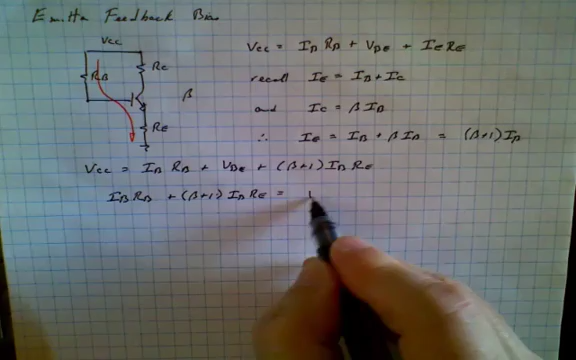 Emitter Feedback Bias
Vcc
RB
RC
β
RE
Vcc = IB RB + VBE + IE RE
recall IE = IB + IC
and IC = β IB
∴ IE = IB + β IB = (β+1) IB
Vcc = IB RB + VBE + (β+1) IB RE
IB RB + (β+1) IB RE =